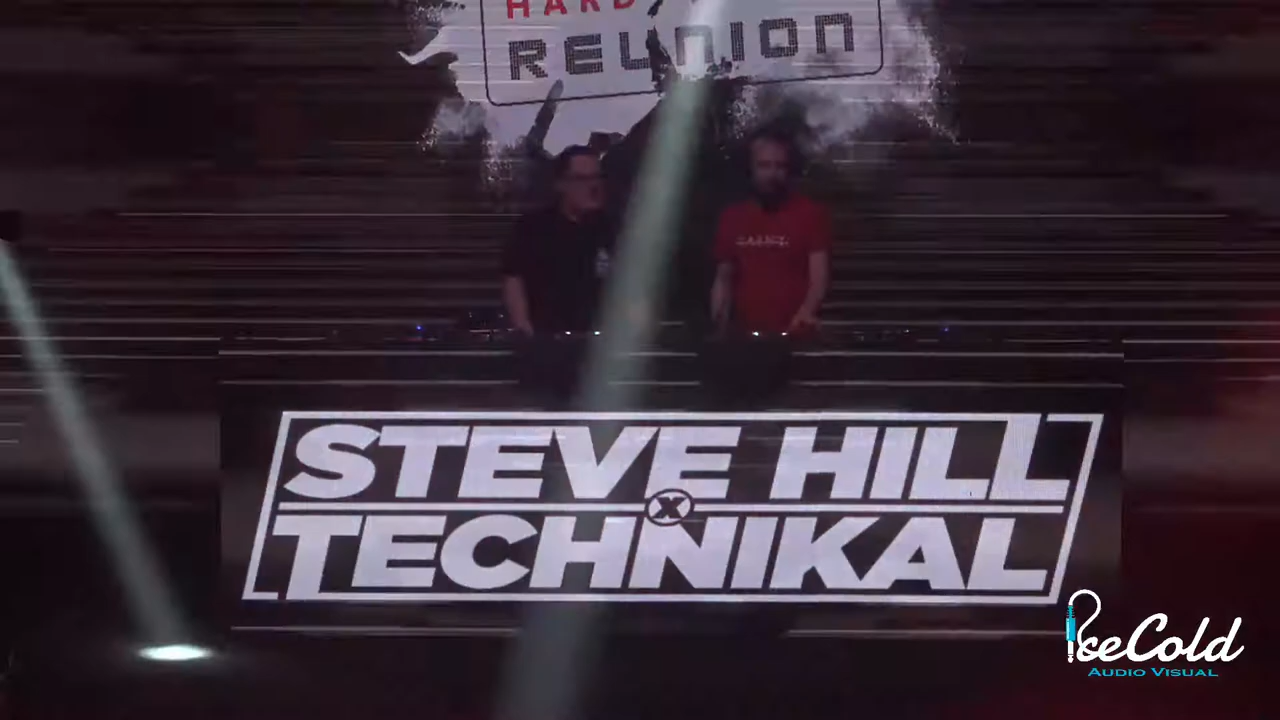 HARD
REUNION
STEVE HILL
X
TECHNIKAL
IceCold
AUDIO VISUAL